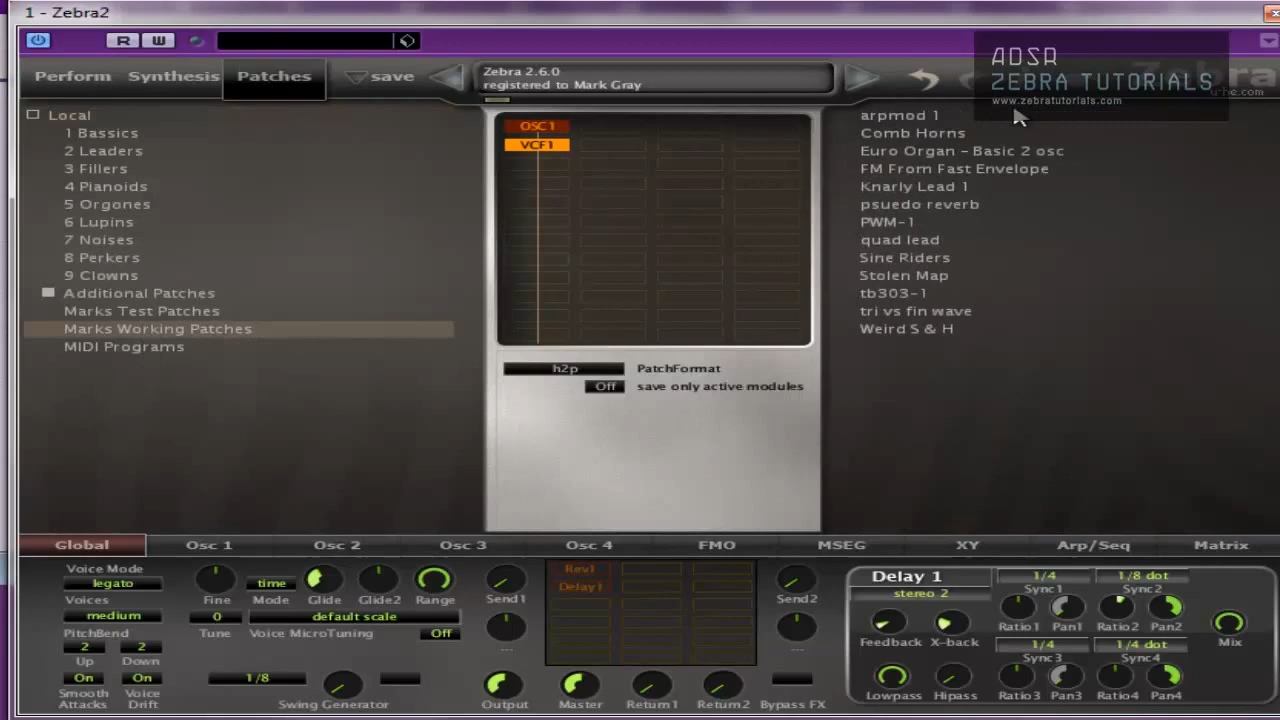 1 - Zebra2
R W
Perform Synthesis Patches save
Zebra 2.6.0
registered to Mark Gray
ADSR
ZEBRA TUTORIALS
www.zebratutorials.com
u-he.com
Local
1 Bassics
2 Leaders
3 Fillers
4 Pianoids
5 Orgones
6 Lupins
7 Noises
8 Perkers
9 Clowns
Additional Patches
Marks Test Patches
Marks Working Patches
MIDI Programs
OSC1
VCF1
h2p PatchFormat
Off save only active modules
arpmod 1
Comb Horns
Euro Organ - Basic 2 osc
FM From Fast Envelope
Knarly Lead 1
psuedo reverb
PWM-1
quad lead
Sine Riders
Stolen Map
tb303-1
tri vs fin wave
Weird S & H
Global Osc 1 Osc 2 Osc 3 Osc 4 FMO MSEG XY Arp/Seq Matrix
Voice Mode
legato
Voices
medium
PitchBend
2 2
Up Down
On On
Smooth Attacks Voice Drift
Fine time Mode Glide Glide2 Range
0 default scale
Tune Voice MicroTuning Off
1/8
Swing Generator
Send1
---
Rev1
Delay1
Send2
---
Output Master Return1 Return2 Bypass FX
Delay 1
stereo 2
Feedback X-back
Lowpass Hipass
1/4 1/8 dot
Sync1 Sync2
Ratio1 Pan1 Ratio2 Pan2
1/4 1/4 dot
Sync3 Sync4
Ratio3 Pan3 Ratio4 Pan4
Mix